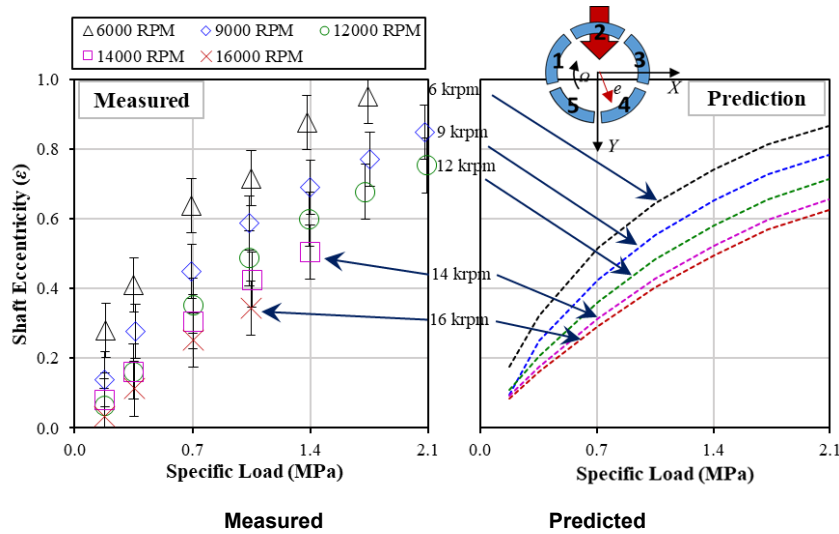 6000 RPM 9000 RPM 12000 RPM
14000 RPM 16000 RPM
2
1 3
Ω e X
5 4
Y
Measured
Prediction
6 krpm
9 krpm
12 krpm
14 krpm
16 krpm
Shaft Eccentricity (ε)
1.0
0.8
0.6
0.4
0.2
0.0
0.0 0.7 1.4 2.1
Specific Load (MPa)
0.0 0.7 1.4 2.1
Specific Load (MPa)
Measured Predicted